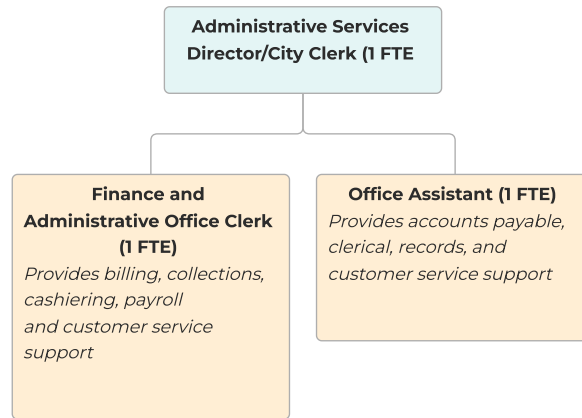 Administrative Services
Director/City Clerk (1 FTE
Finance and
Administrative Office Clerk
(1 FTE)
Provides billing, collections,
cashiering, payroll
and customer service
support
Office Assistant (1 FTE)
Provides accounts payable,
clerical, records, and
customer service support